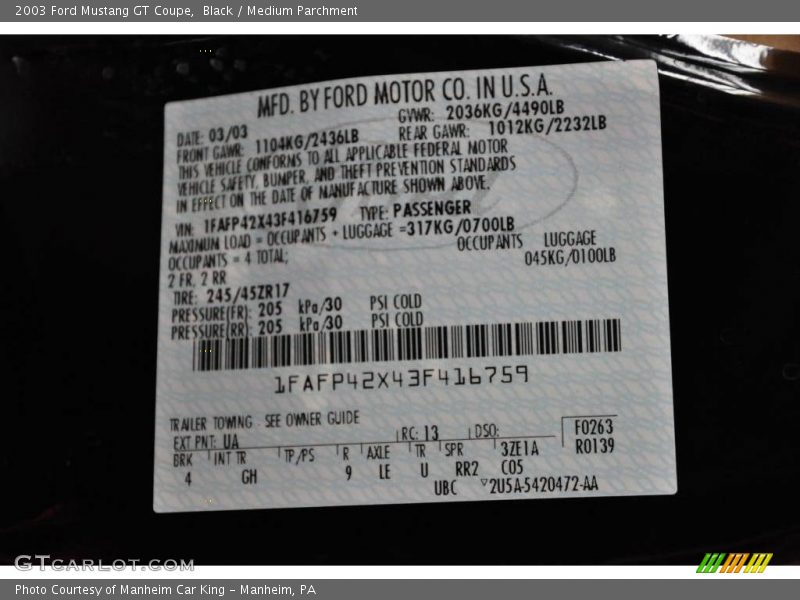 2003 Ford Mustang GT Coupe, Black / Medium Parchment
MFD. BY FORD MOTOR CO. IN U.S.A.
DATE: 03/03 GVWR: 2036KG/4490LB
FRONT GAWR: 1104KG/2436LB REAR GAWR: 1012KG/2232LB
THIS VEHICLE CONFORMS TO ALL APPLICABLE FEDERAL MOTOR
VEHICLE SAFETY, BUMPER, AND THEFT PREVENTION STANDARDS
IN EFFECT ON THE DATE OF MANUFACTURE SHOWN ABOVE.
VIN: 1FAFP42X43F416759 TYPE: PASSENGER
MAXIMUM LOAD = OCCUPANTS + LUGGAGE =317KG/0700LB
OCCUPANTS = 4 TOTAL; OCCUPANTS LUGGAGE
2 FR, 2 RR 045KG/0100LB
TIRE: 245/45ZR17
PRESSURE(FR): 205 kPa/30 PSI COLD
PRESSURE(RR): 205 kPa/30 PSI COLD
1FAFP42X43F416759
TRAILER TOWING - SEE OWNER GUIDE
EXT PNT: UA RC: 13 DSO: F0263
BRK INT TR TP/PS R AXLE TR SPR 3ZE1A R0139
4 GH 9 LE U RR2 C05
UBC ▽2U5A-5420472-AA
GTCARLOT.COM
Photo Courtesy of Manheim Car King - Manheim, PA